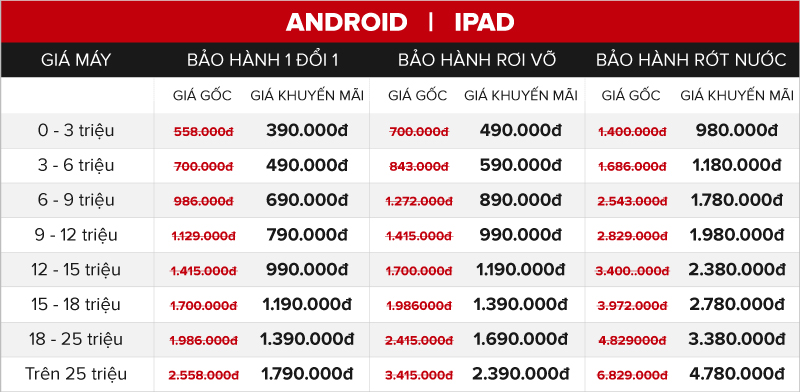 ANDROID | IPAD
GIÁ MÁY BẢO HÀNH 1 ĐỔI 1 BẢO HÀNH RƠI VỠ BẢO HÀNH RỚT NƯỚC
GIÁ GỐC GIÁ KHUYẾN MÃI GIÁ GỐC GIÁ KHUYẾN MÃI GIÁ GỐC GIÁ KHUYẾN MÃI
0 - 3 triệu 558.000đ 390.000đ 700.000đ 490.000đ 1.400.000đ 980.000đ
3 - 6 triệu 700.000đ 490.000đ 843.000đ 590.000đ 1.686.000đ 1.180.000đ
6 - 9 triệu 986.000đ 690.000đ 1.272.000đ 890.000đ 2.543.000đ 1.780.000đ
9 - 12 triệu 1.129.000đ 790.000đ 1.415.000đ 990.000đ 2.829.000đ 1.980.000đ
12 - 15 triệu 1.415.000đ 990.000đ 1.700.000đ 1.190.000đ 3.400..000đ 2.380.000đ
15 - 18 triệu 1.700.000đ 1.190.000đ 1.986000đ 1.390.000đ 3.972.000đ 2.780.000đ
18 - 25 triệu 1.986.000đ 1.390.000đ 2.415.000đ 1.690.000đ 4.829000đ 3.380.000đ
Trên 25 triệu 2.558.000đ 1.790.000đ 3.415.000đ 2.390.000đ 6.829.000đ 4.780.000đ